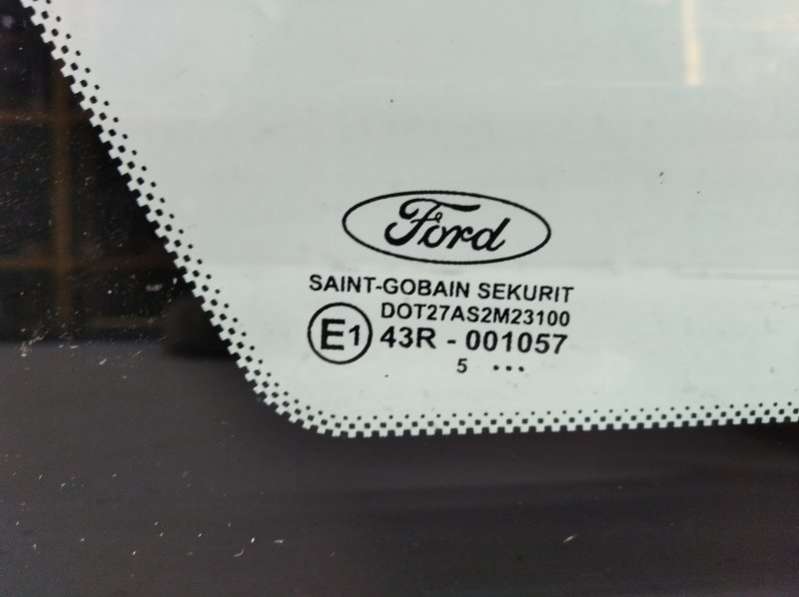 Ford
SAINT-GOBAIN SEKURIT
DOT27AS2M23100
E1 43R - 001057
5 ...